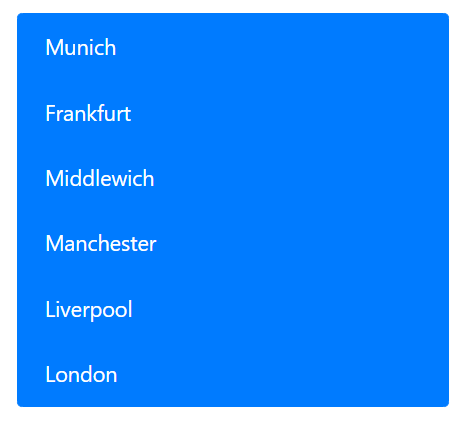 Munich
Frankfurt
Middlewich
Manchester
Liverpool
London